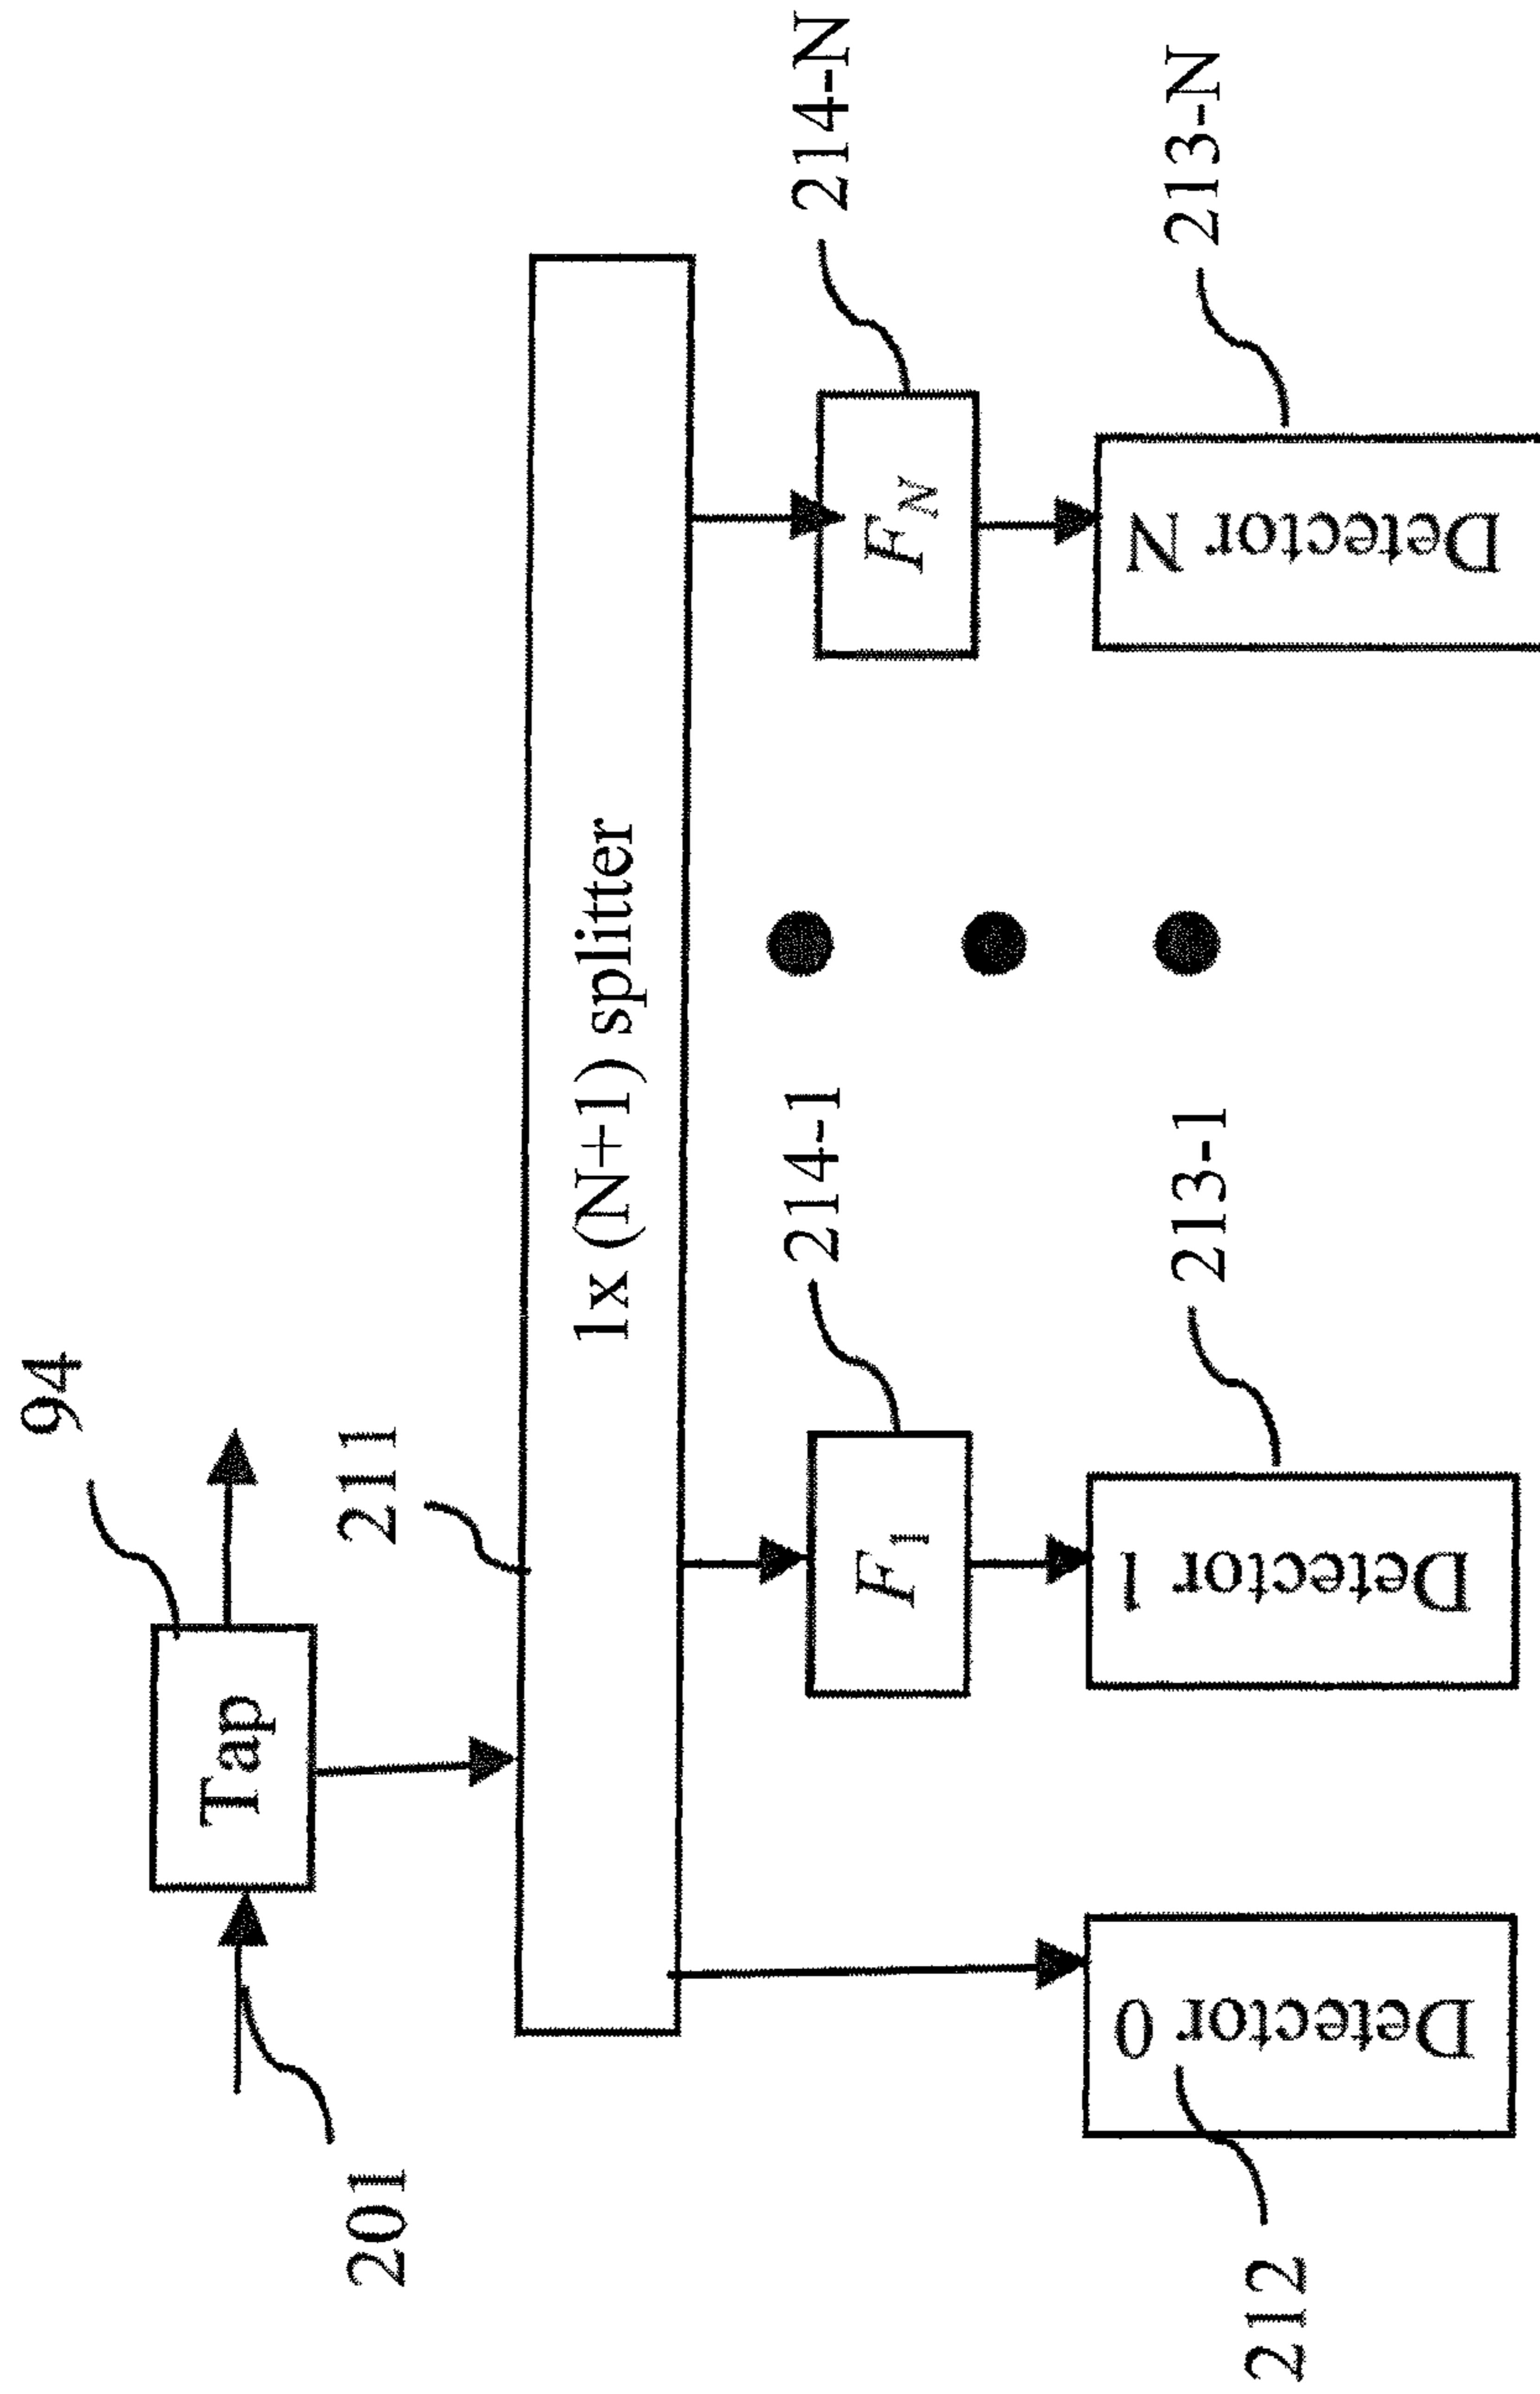 94
Tap
201
211
1x (N+1) splitter
214-1
214-N
F1
FN
213-1
213-N
212
Detector 0
Detector 1
Detector N